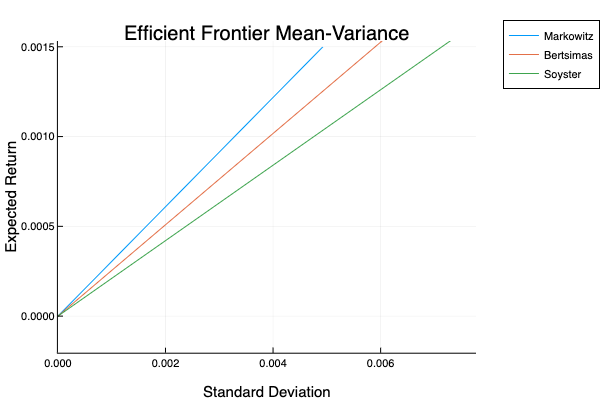 Efficient Frontier Mean-Variance
Markowitz
Bertsimas
Soyster
Expected Return
0.0015
0.0010
0.0005
0.0000
0.000
0.002
0.004
0.006
Standard Deviation